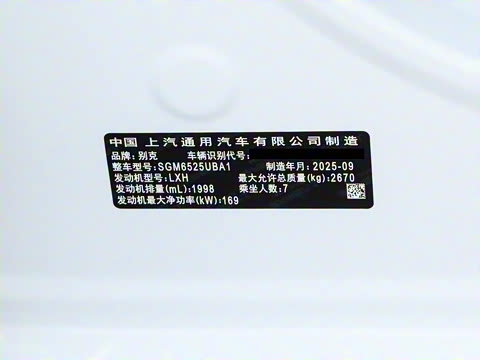 中国 上汽通用汽车有限公司制造
品牌: 别克 车辆识别代号:
整车型号: SGM6525UBA1 制造年月: 2025-09
发动机型号: LXH 最大允许总质量(kg): 2670
发动机排量(mL): 1998 乘坐人数: 7
发动机最大净功率(kW): 169